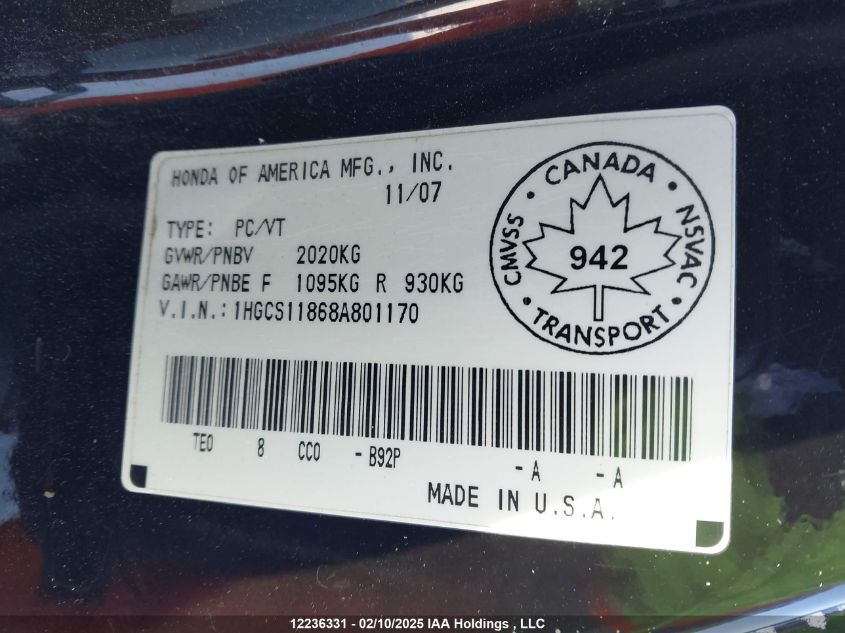 HONDA OF AMERICA MFG., INC.
11/07
TYPE: PC/VT
GVWR/PNBV 2020KG
GAWR/PNBE F 1095KG R 930KG
V.I.N.: 1HGCS11868A801170
CANADA
CMVSS
942
NSVAC
TRANSPORT
TE0 8 CC0 - B92P - A - A
MADE IN U.S.A.
12236331 - 02/10/2025 IAA Holdings , LLC